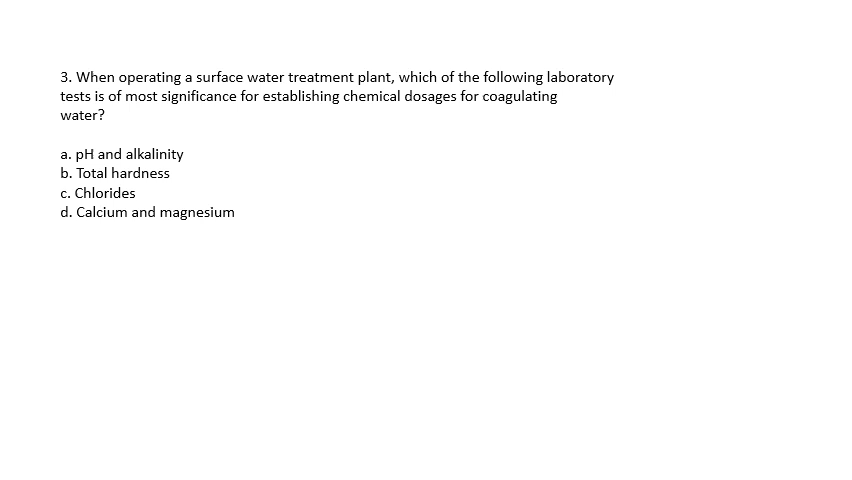 3. When operating a surface water treatment plant, which of the following laboratory
tests is of most significance for establishing chemical dosages for coagulating
water?
a. pH and alkalinity
b. Total hardness
c. Chlorides
d. Calcium and magnesium